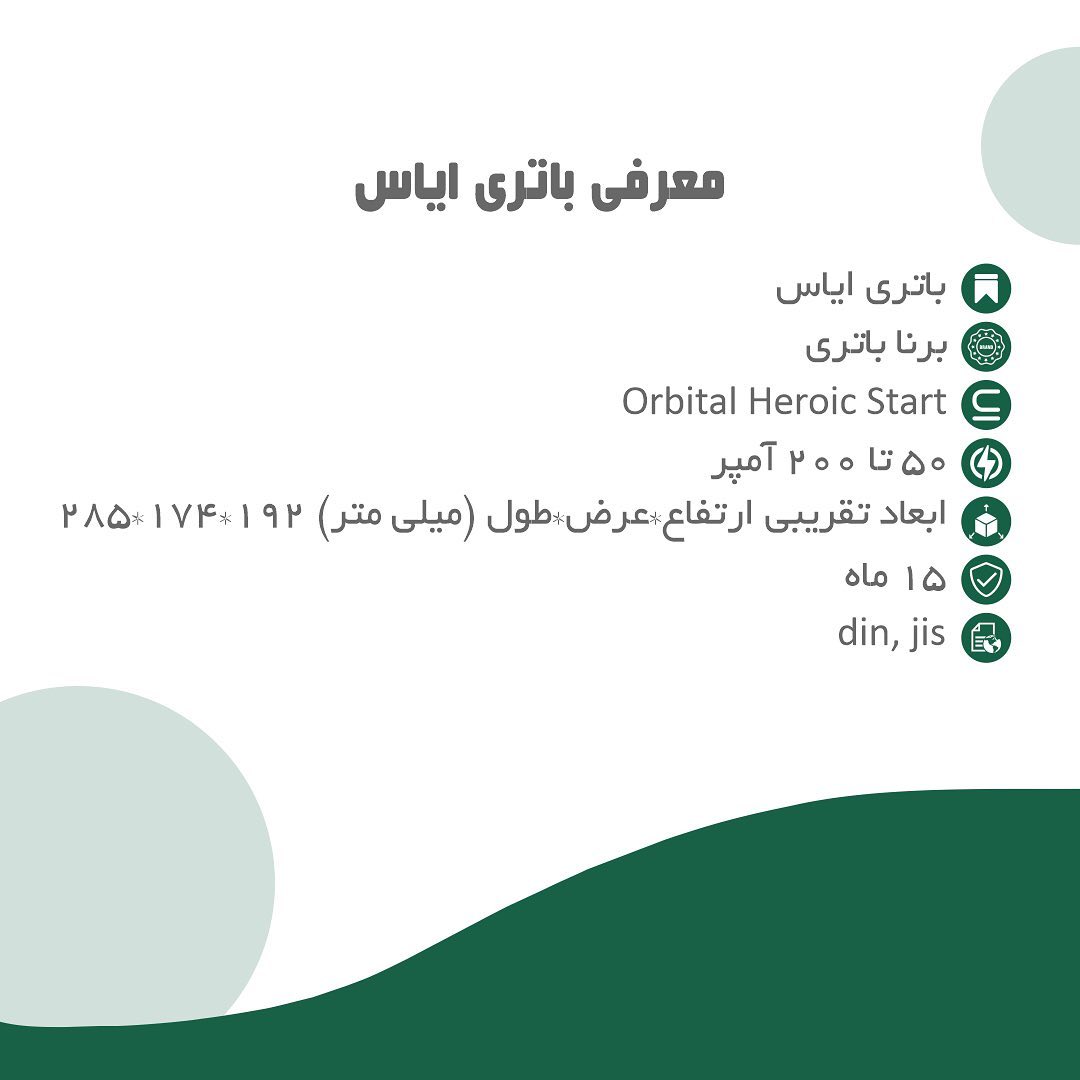 معرفی باتری ایاس
باتری ایاس
برنا باتری
BRAND
Orbital Heroic Start
۵۰ تا ۲۰۰ آمپر
ابعاد تقریبی ارتفاع*عرض*طول (میلی متر) ۱۹۲*۱۷۴*۲۸۵
۱۵ ماه
din, jis